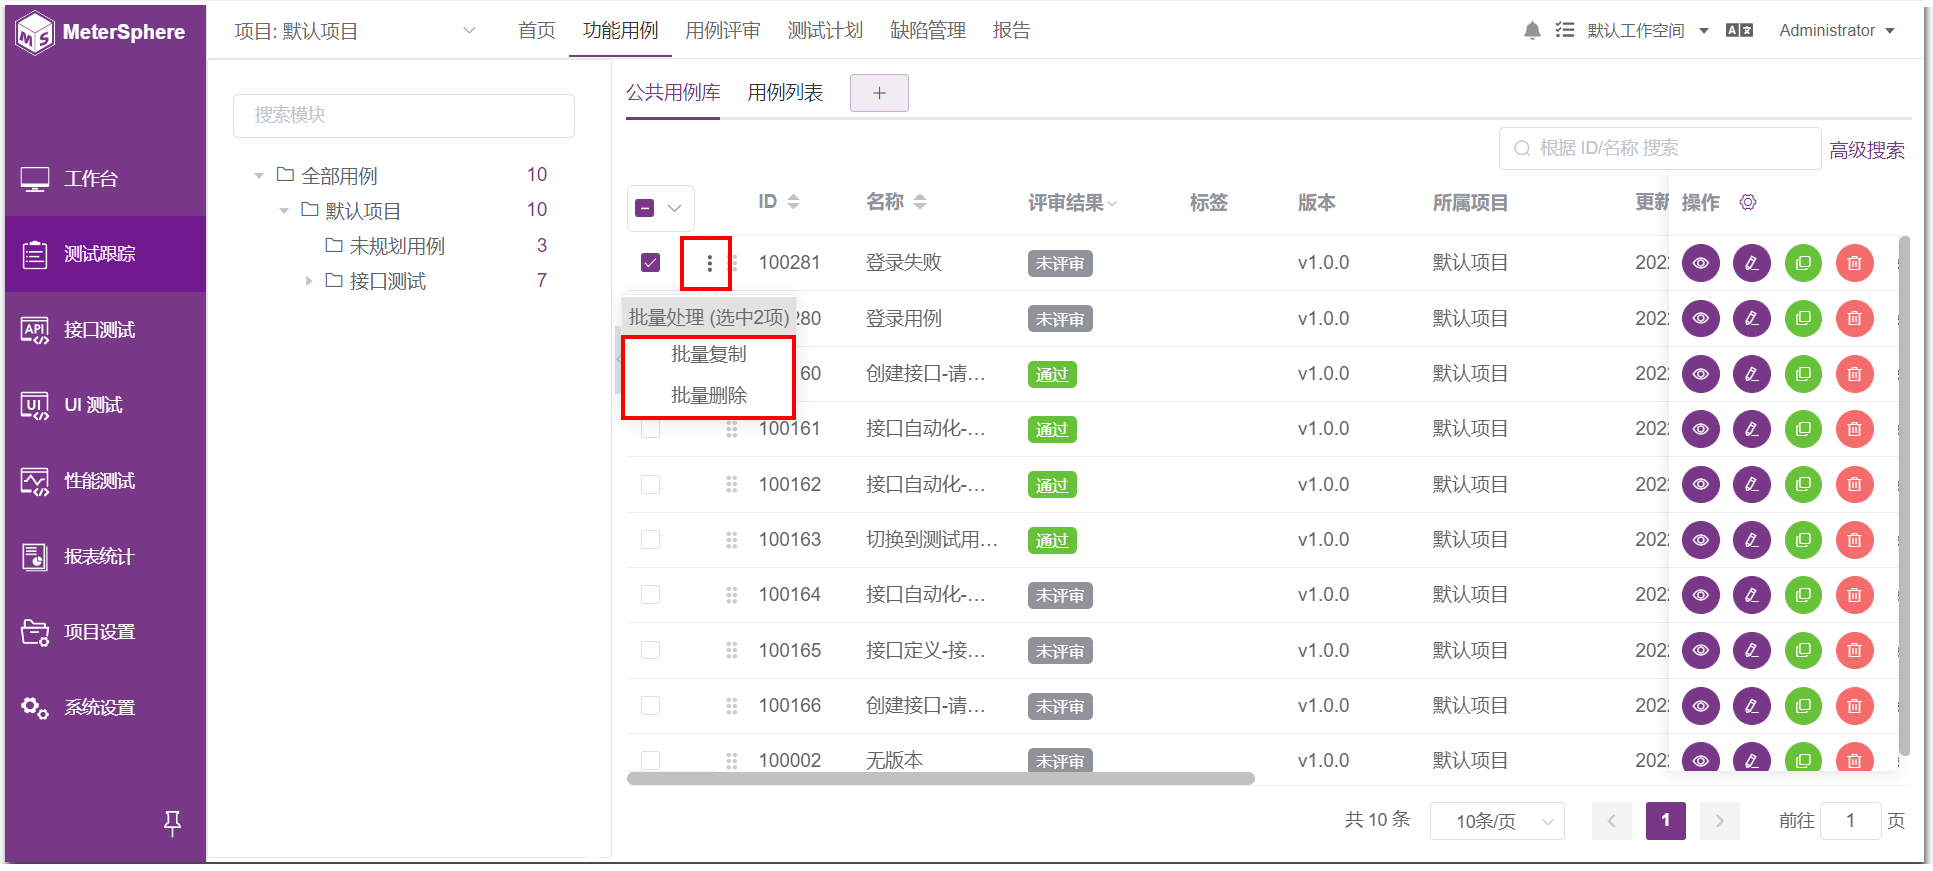 MeterSphere
项目: 默认项目
首页
功能用例
用例评审
测试计划
缺陷管理
报告
默认工作空间
Administrator
工作台
测试跟踪
API
接口测试
UI
UI 测试
性能测试
报表统计
项目设置
系统设置
搜索模块
全部用例 10
默认项目 10
未规划用例 3
接口测试 7
公共用例库
用例列表
+
根据 ID/名称 搜索
高级搜索
ID 名称 评审结果 标签 版本 所属项目 更新 操作
100281 登录失败 未评审 v1.0.0 默认项目 202
批量处理 (选中2项)
批量复制
批量删除
280 登录用例 未评审 v1.0.0 默认项目 202
60 创建接口-请... 通过 v1.0.0 默认项目 202
100161 接口自动化-... 通过 v1.0.0 默认项目 202
100162 接口自动化-... 通过 v1.0.0 默认项目 202
100163 切换到测试用... 通过 v1.0.0 默认项目 202
100164 接口自动化-... 未评审 v1.0.0 默认项目 202
100165 接口定义-接... 未评审 v1.0.0 默认项目 202
100166 创建接口-请... 未评审 v1.0.0 默认项目 202
100002 无版本 未评审 v1.0.0 默认项目 202
共 10 条 10条/页 1 前往 1 页